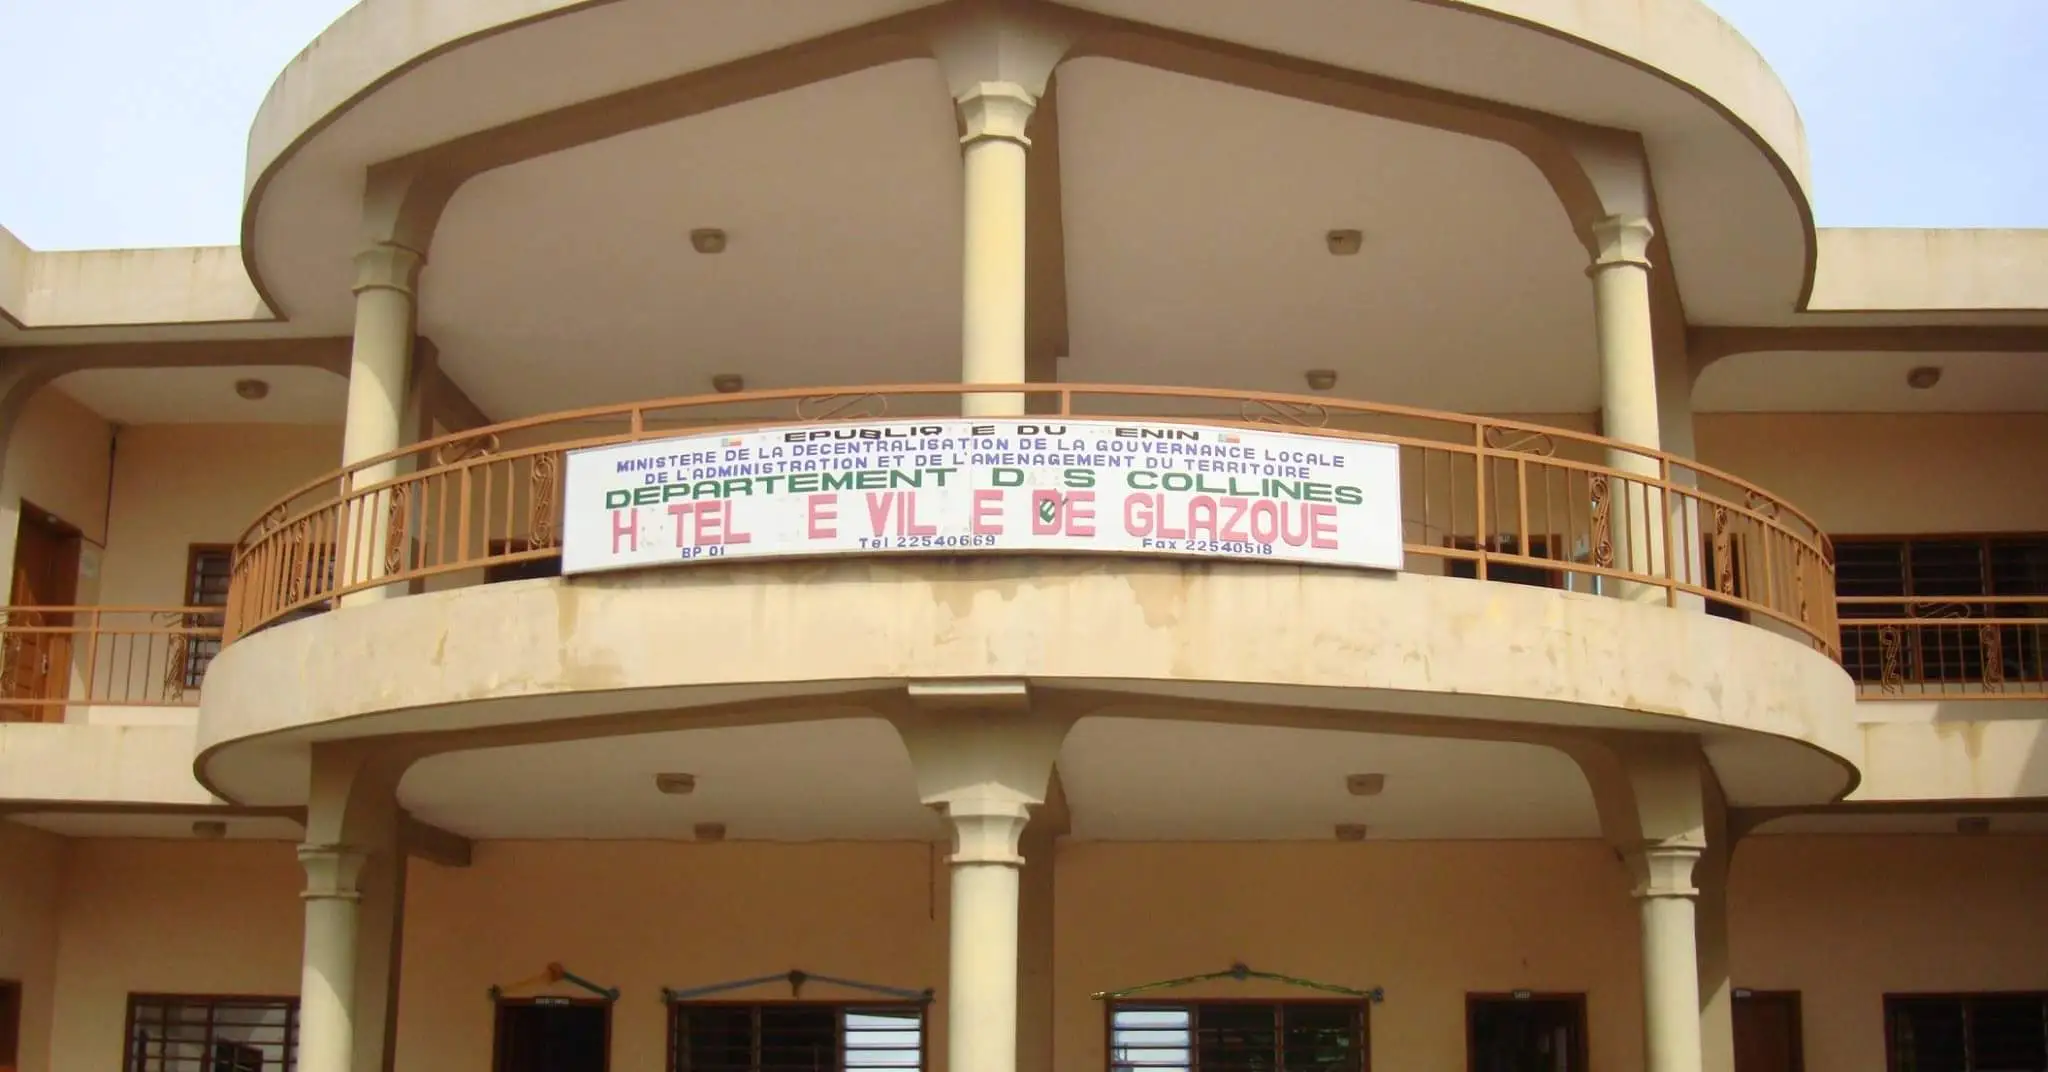 EPUBLIQ E DU ENIN
MINISTERE DE LA DECENTRALISATION DE LA GOUVERNANCE LOCALE
DE L'ADMINISTRATION ET DE L'AMENAGEMENT DU TERRITOIRE
DEPARTEMENT D S COLLINES
H TEL E VIL E DE GLAZOUE
BP 01 Tel 22540669 Fax 22540518